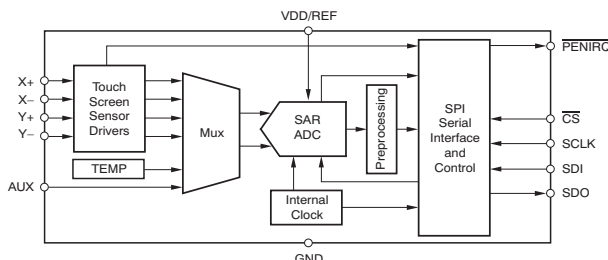 VDD/REF
PENIRQ
X+
X−
Y+
Y−
Touch
Screen
Sensor
Drivers
Mux
SAR
ADC
Preprocessing
SPI
Serial
Interface
and
Control
CS
SCLK
SDI
SDO
TEMP
AUX
Internal
Clock
GND